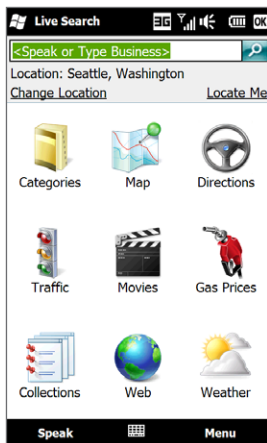 Live Search 3G OK
<Speak or Type Business>
Location: Seattle, Washington
Change Location Locate Me
Categories Map Directions
Traffic Movies Gas Prices
Collections Web Weather
Speak Menu